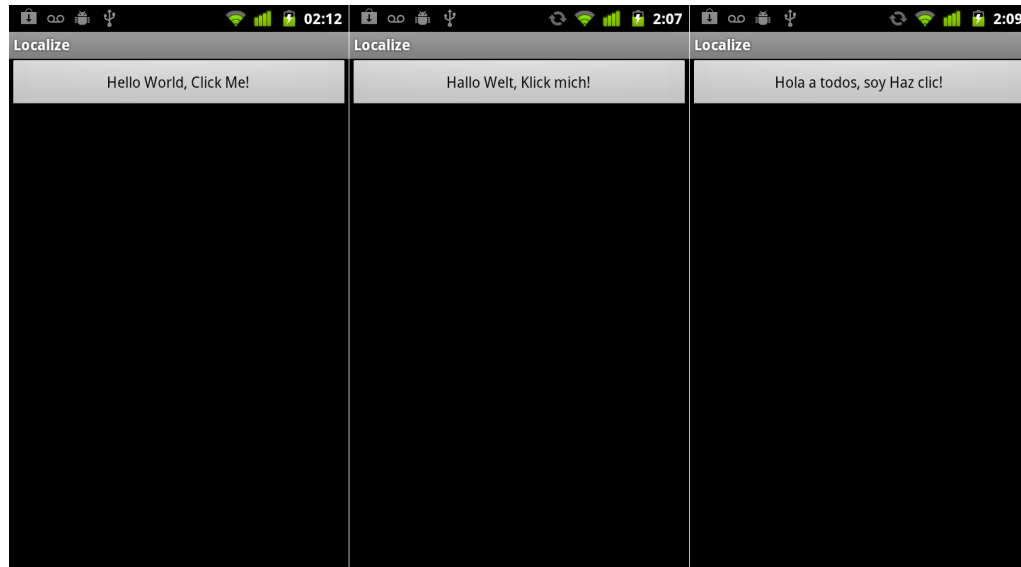 02:12
Localize
Hello World, Click Me!
2:07
Localize
Hallo Welt, Klick mich!
2:09
Localize
Hola a todos, soy Haz clic!